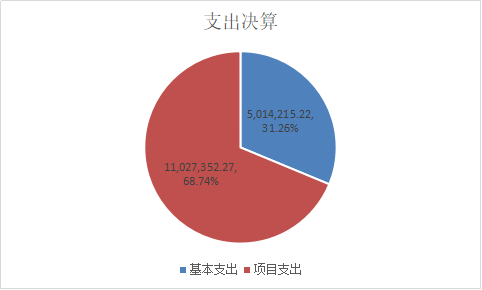 支出决算
5,014,215.22,
31.26%
11,027,352.27,
68.74%
基本支出 项目支出